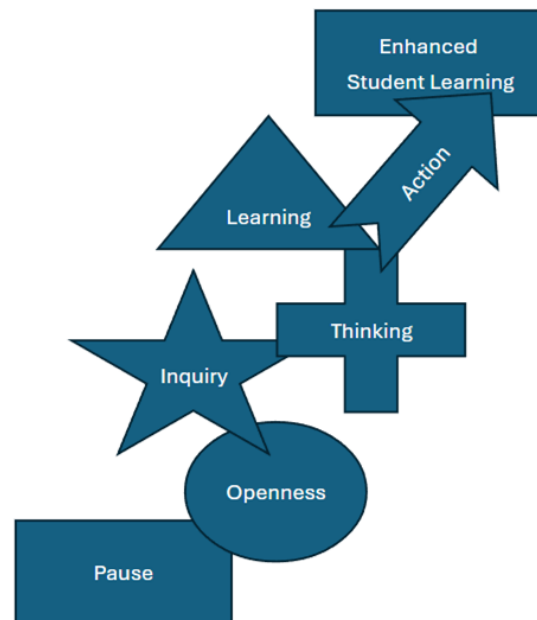 Enhanced
Student Learning
Action
Learning
Thinking
Inquiry
Openness
Pause